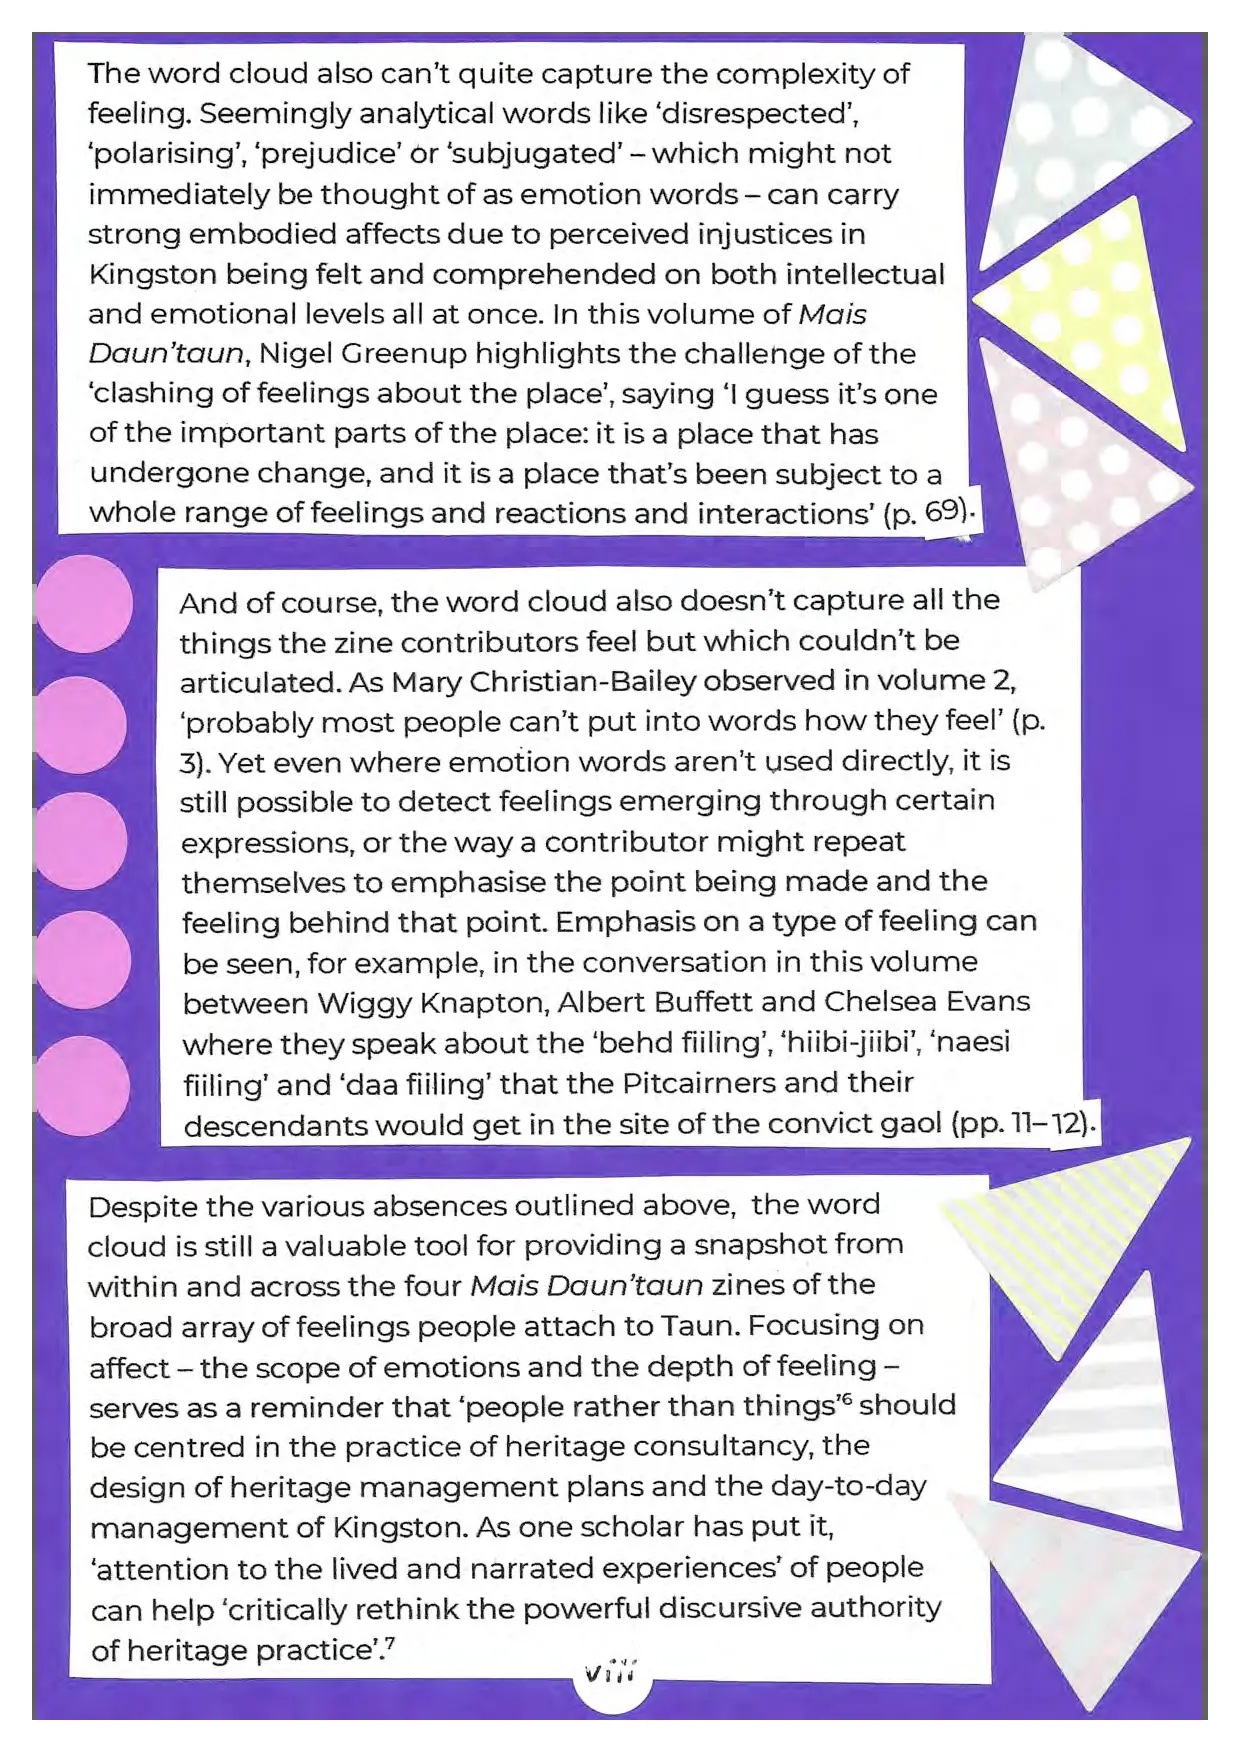 The word cloud also can't quite capture the complexity of
feeling. Seemingly analytical words like 'disrespected',
'polarising', 'prejudice' or 'subjugated' – which might not
immediately be thought of as emotion words – can carry
strong embodied affects due to perceived injustices in
Kingston being felt and comprehended on both intellectual
and emotional levels all at once. In this volume of Mais
Daun'taun, Nigel Greenup highlights the challenge of the
'clashing of feelings about the place', saying 'I guess it's one
of the important parts of the place: it is a place that has
undergone change, and it is a place that's been subject to a
whole range of feelings and reactions and interactions' (p. 69).
And of course, the word cloud also doesn't capture all the
things the zine contributors feel but which couldn't be
articulated. As Mary Christian-Bailey observed in volume 2,
'probably most people can't put into words how they feel' (p.
3). Yet even where emotion words aren't used directly, it is
still possible to detect feelings emerging through certain
expressions, or the way a contributor might repeat
themselves to emphasise the point being made and the
feeling behind that point. Emphasis on a type of feeling can
be seen, for example, in the conversation in this volume
between Wiggy Knapton, Albert Buffett and Chelsea Evans
where they speak about the 'behd fiiling', 'hiibi-jiibi', 'naesi
fiiling' and 'daa fiiling' that the Pitcairners and their
descendants would get in the site of the convict gaol (pp. 11–12).
Despite the various absences outlined above, the word
cloud is still a valuable tool for providing a snapshot from
within and across the four Mais Daun'taun zines of the
broad array of feelings people attach to Taun. Focusing on
affect – the scope of emotions and the depth of feeling –
serves as a reminder that 'people rather than things'⁶ should
be centred in the practice of heritage consultancy, the
design of heritage management plans and the day-to-day
management of Kingston. As one scholar has put it,
'attention to the lived and narrated experiences' of people
can help 'critically rethink the powerful discursive authority
of heritage practice'.⁷
viii